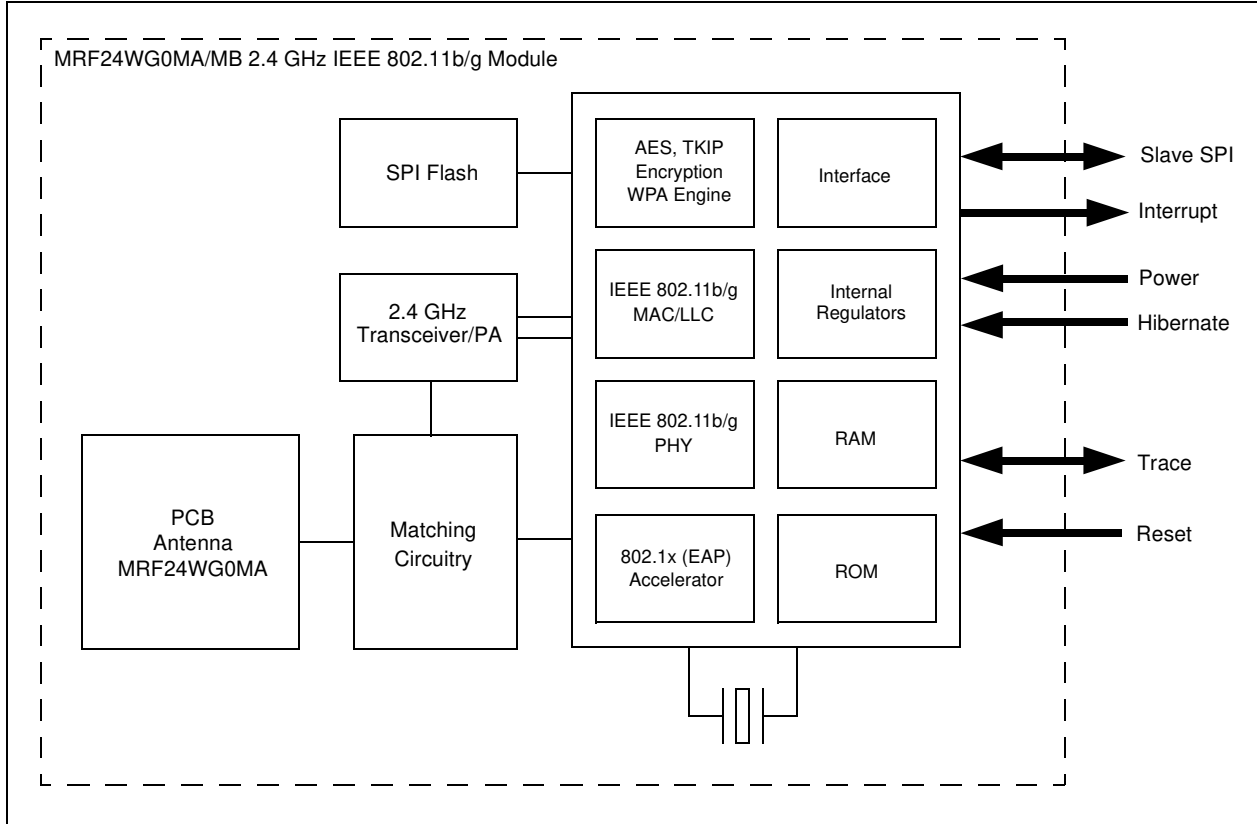 MRF24WG0MA/MB 2.4 GHz IEEE 802.11b/g Module
SPI Flash
AES, TKIP
Encryption
WPA Engine
Interface
Slave SPI
Interrupt
2.4 GHz
Transceiver/PA
IEEE 802.11b/g
MAC/LLC
Internal
Regulators
Power
Hibernate
PCB
Antenna
MRF24WG0MA
Matching
Circuitry
IEEE 802.11b/g
PHY
RAM
Trace
802.1x (EAP)
Accelerator
ROM
Reset